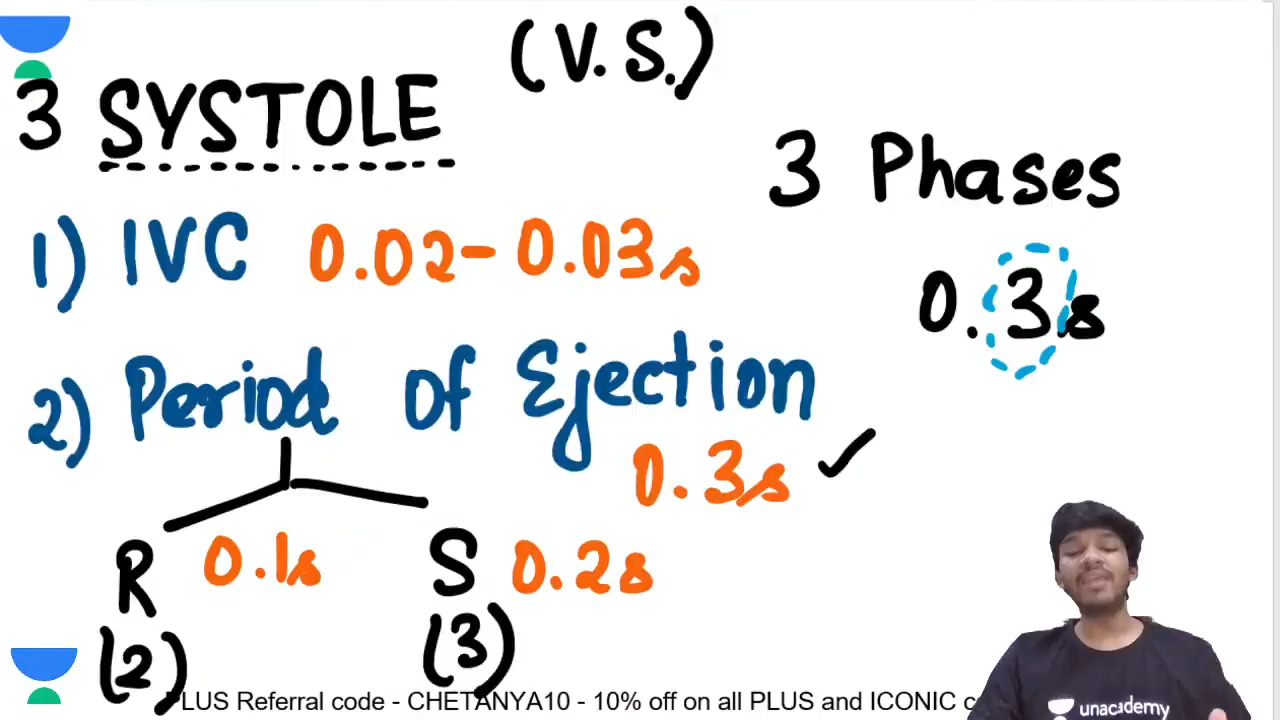 (V.S.)
3 SYSTOLE
3 Phases
1) IVC 0.02-0.03s
0.3s
2) Period of Ejection
0.3s ✓
R 0.1s S 0.2s
(2) (3)
PLUS Referral code - CHETANYA10 - 10% off on all PLUS and ICONIC c
unacademy